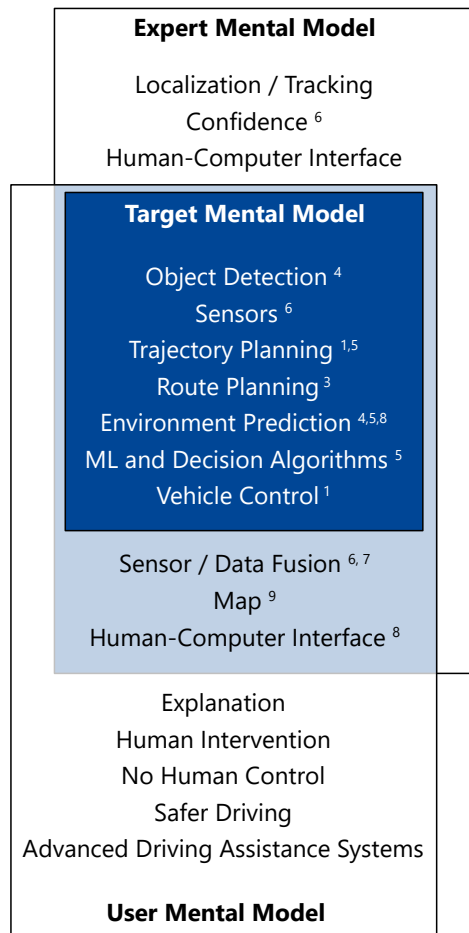 Expert Mental Model
Localization / Tracking
Confidence 6
Human-Computer Interface
Target Mental Model
Object Detection 4
Sensors 6
Trajectory Planning 1,5
Route Planning 3
Environment Prediction 4,5,8
ML and Decision Algorithms 5
Vehicle Control 1
Sensor / Data Fusion 6, 7
Map 9
Human-Computer Interface 8
Explanation
Human Intervention
No Human Control
Safer Driving
Advanced Driving Assistance Systems
User Mental Model